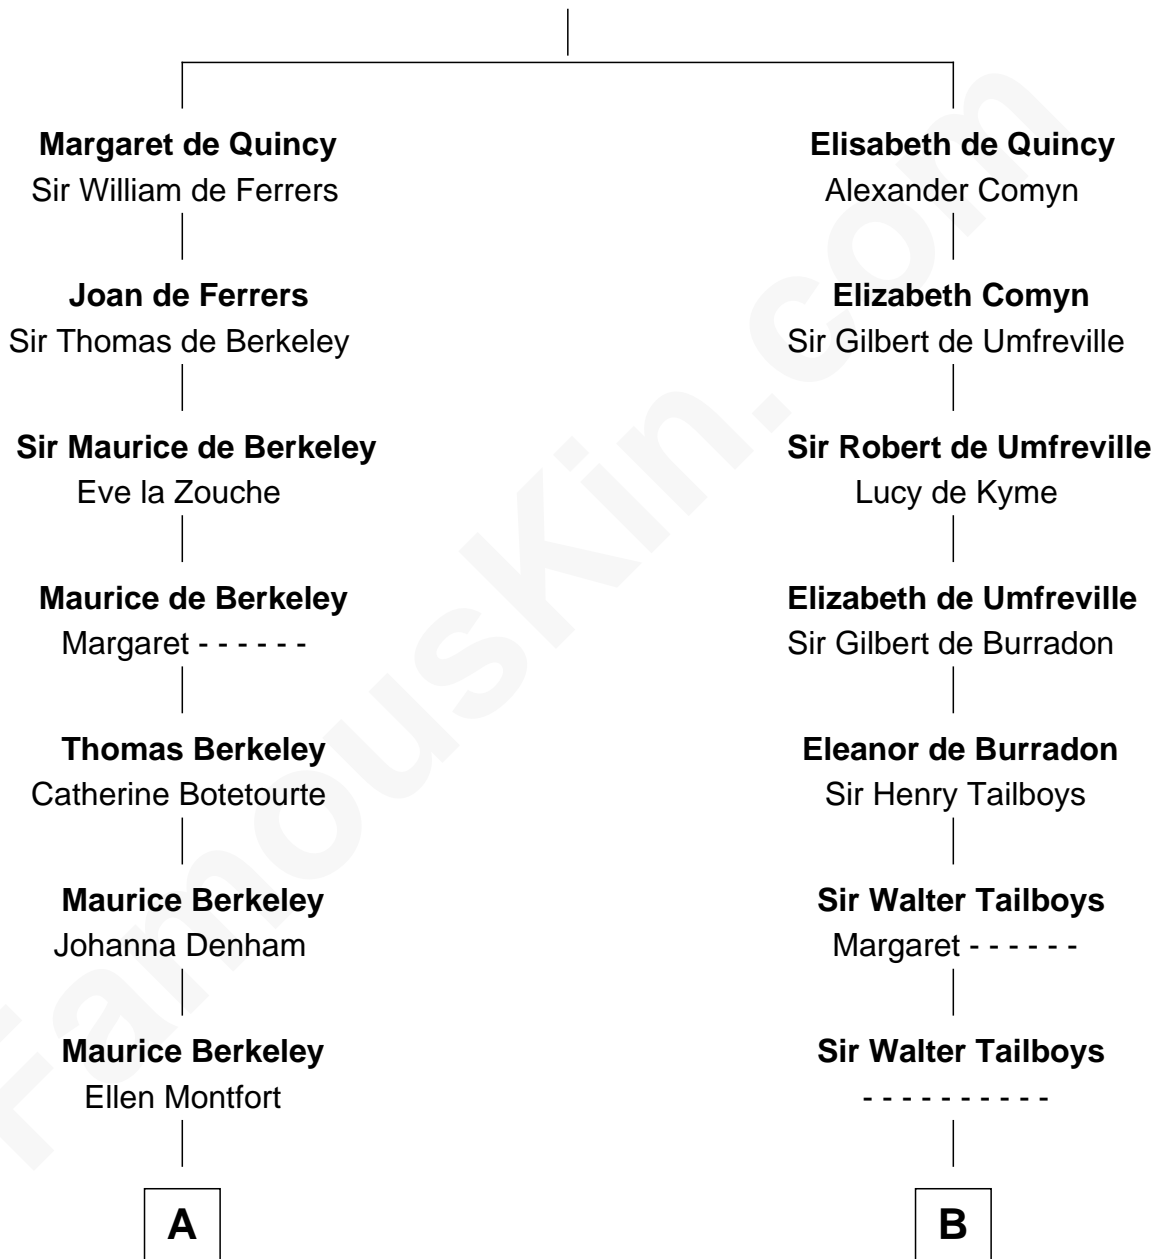 Margaret de Quincy
Sir William de Ferrers
Joan de Ferrers
Sir Thomas de Berkeley
Sir Maurice de Berkeley
Eve la Zouche
Maurice de Berkeley
Margaret - - - - - -
Thomas Berkeley
Catherine Botetourte
Maurice Berkeley
Johanna Denham
Maurice Berkeley
Ellen Montfort
A
Elisabeth de Quincy
Alexander Comyn
Elizabeth Comyn
Sir Gilbert de Umfreville
Sir Robert de Umfreville
Lucy de Kyme
Elizabeth de Umfreville
Sir Gilbert de Burradon
Eleanor de Burradon
Sir Henry Tailboys
Sir Walter Tailboys
Margaret - - - - - -
Sir Walter Tailboys
- - - - - - - - - -
B
FamousKin.com